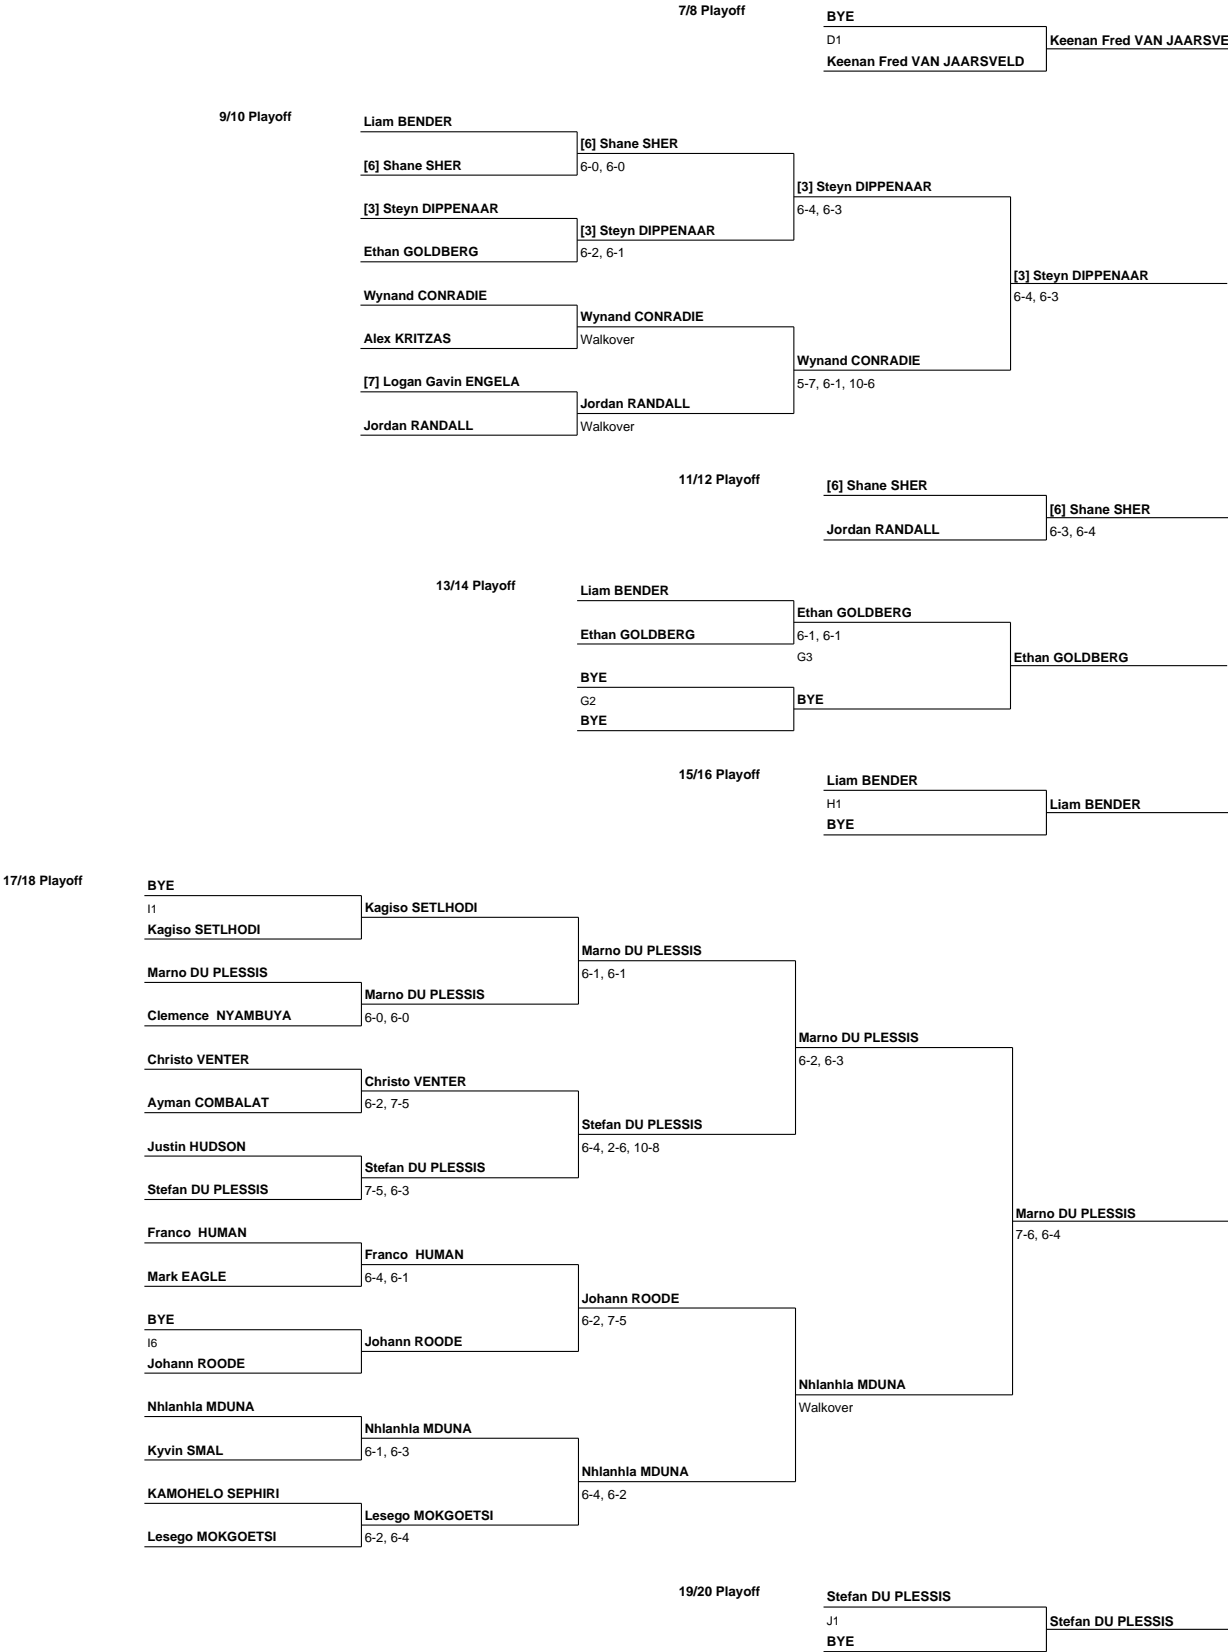 7/8 Playoff
BYE
D1
Keenan Fred VAN JAARSVE
Keenan Fred VAN JAARSVELD
9/10 Playoff
Liam BENDER
[6] Shane SHER
[6] Shane SHER
6-0, 6-0
[3] Steyn DIPPENAAR
6-4, 6-3
[3] Steyn DIPPENAAR
[3] Steyn DIPPENAAR
Ethan GOLDBERG
6-2, 6-1
[3] Steyn DIPPENAAR
6-4, 6-3
Wynand CONRADIE
Wynand CONRADIE
Alex KRITZAS
Walkover
Wynand CONRADIE
5-7, 6-1, 10-6
[7] Logan Gavin ENGELA
Jordan RANDALL
Jordan RANDALL
Walkover
11/12 Playoff
[6] Shane SHER
[6] Shane SHER
Jordan RANDALL
6-3, 6-4
13/14 Playoff
Liam BENDER
Ethan GOLDBERG
Ethan GOLDBERG
6-1, 6-1
G3
Ethan GOLDBERG
BYE
G2
BYE
BYE
15/16 Playoff
Liam BENDER
H1
Liam BENDER
BYE
17/18 Playoff
BYE
I1
Kagiso SETLHODI
Kagiso SETLHODI
Marno DU PLESSIS
6-1, 6-1
Marno DU PLESSIS
Marno DU PLESSIS
Clemence NYAMBUYA
6-0, 6-0
Marno DU PLESSIS
6-2, 6-3
Christo VENTER
Christo VENTER
Ayman COMBALAT
6-2, 7-5
Stefan DU PLESSIS
6-4, 2-6, 10-8
Justin HUDSON
Stefan DU PLESSIS
Stefan DU PLESSIS
7-5, 6-3
Marno DU PLESSIS
7-6, 6-4
Franco HUMAN
Franco HUMAN
Mark EAGLE
6-4, 6-1
Johann ROODE
6-2, 7-5
BYE
I6
Johann ROODE
Johann ROODE
Nhlanhla MDUNA
Walkover
Nhlanhla MDUNA
Nhlanhla MDUNA
Kyvin SMAL
6-1, 6-3
Nhlanhla MDUNA
6-4, 6-2
KAMOHELO SEPHIRI
Lesego MOKGOETSI
Lesego MOKGOETSI
6-2, 6-4
19/20 Playoff
Stefan DU PLESSIS
J1
Stefan DU PLESSIS
BYE